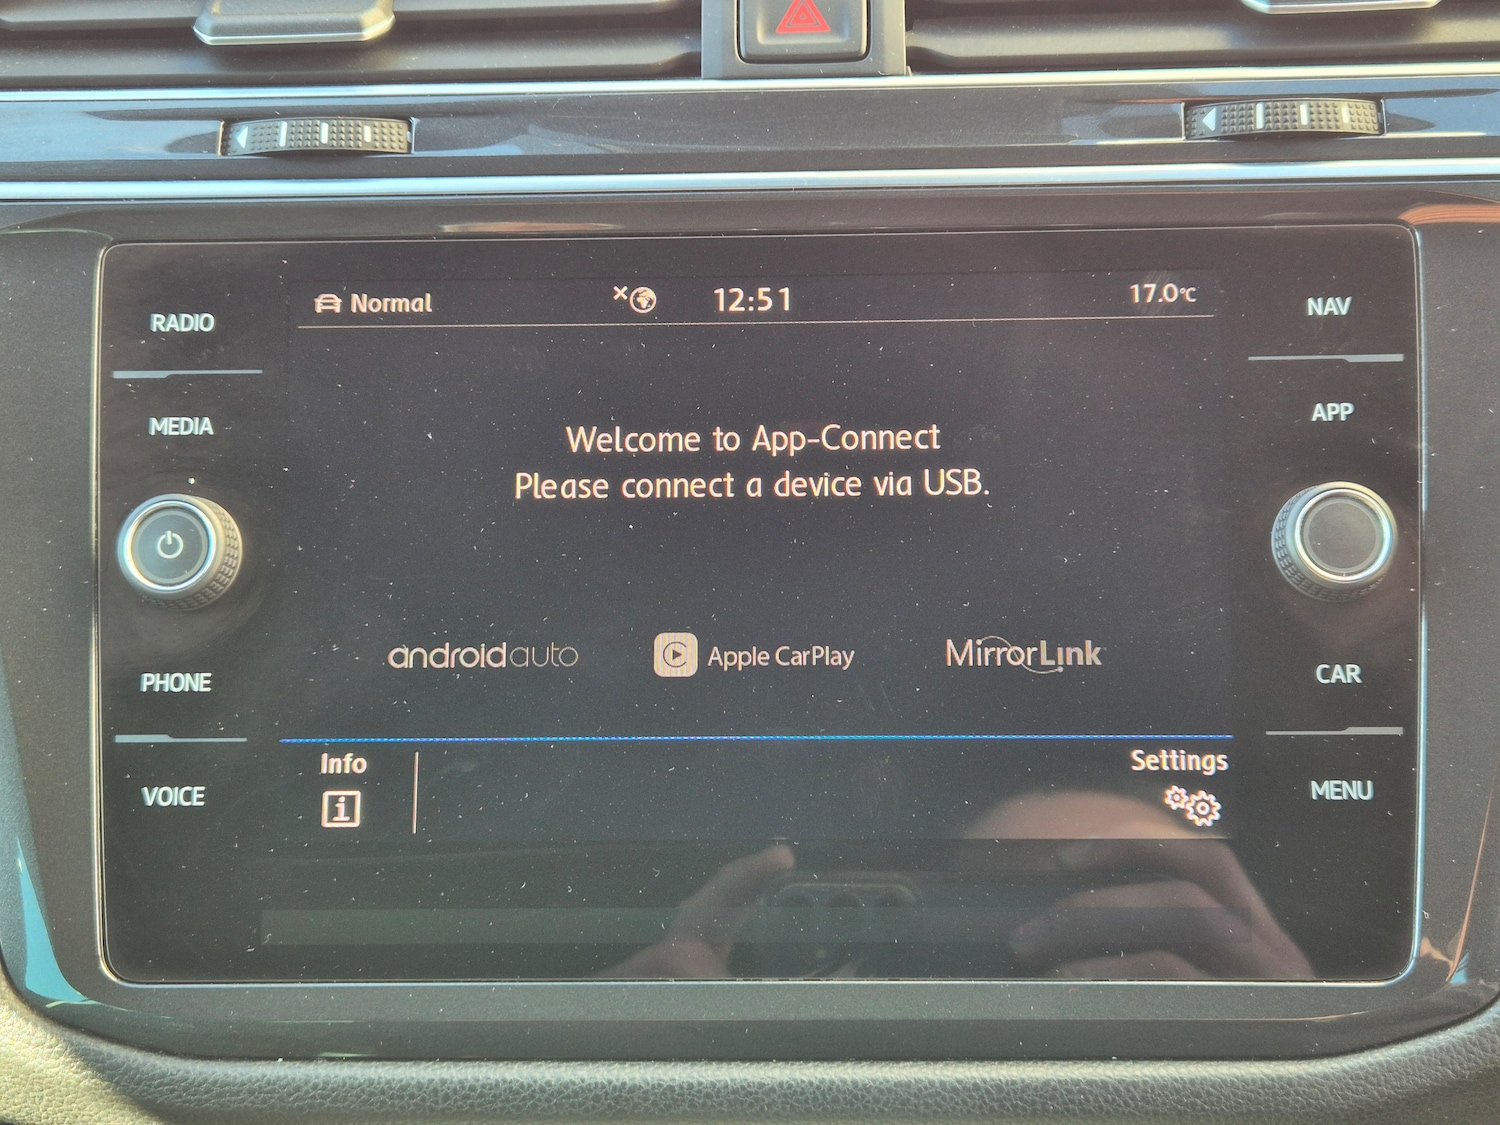 RADIO
MEDIA
PHONE
VOICE
Normal
12:51
17.0°C
Welcome to App-Connect
Please connect a device via USB.
androidauto
Apple CarPlay
MirrorLink
Info
Settings
NAV
APP
CAR
MENU